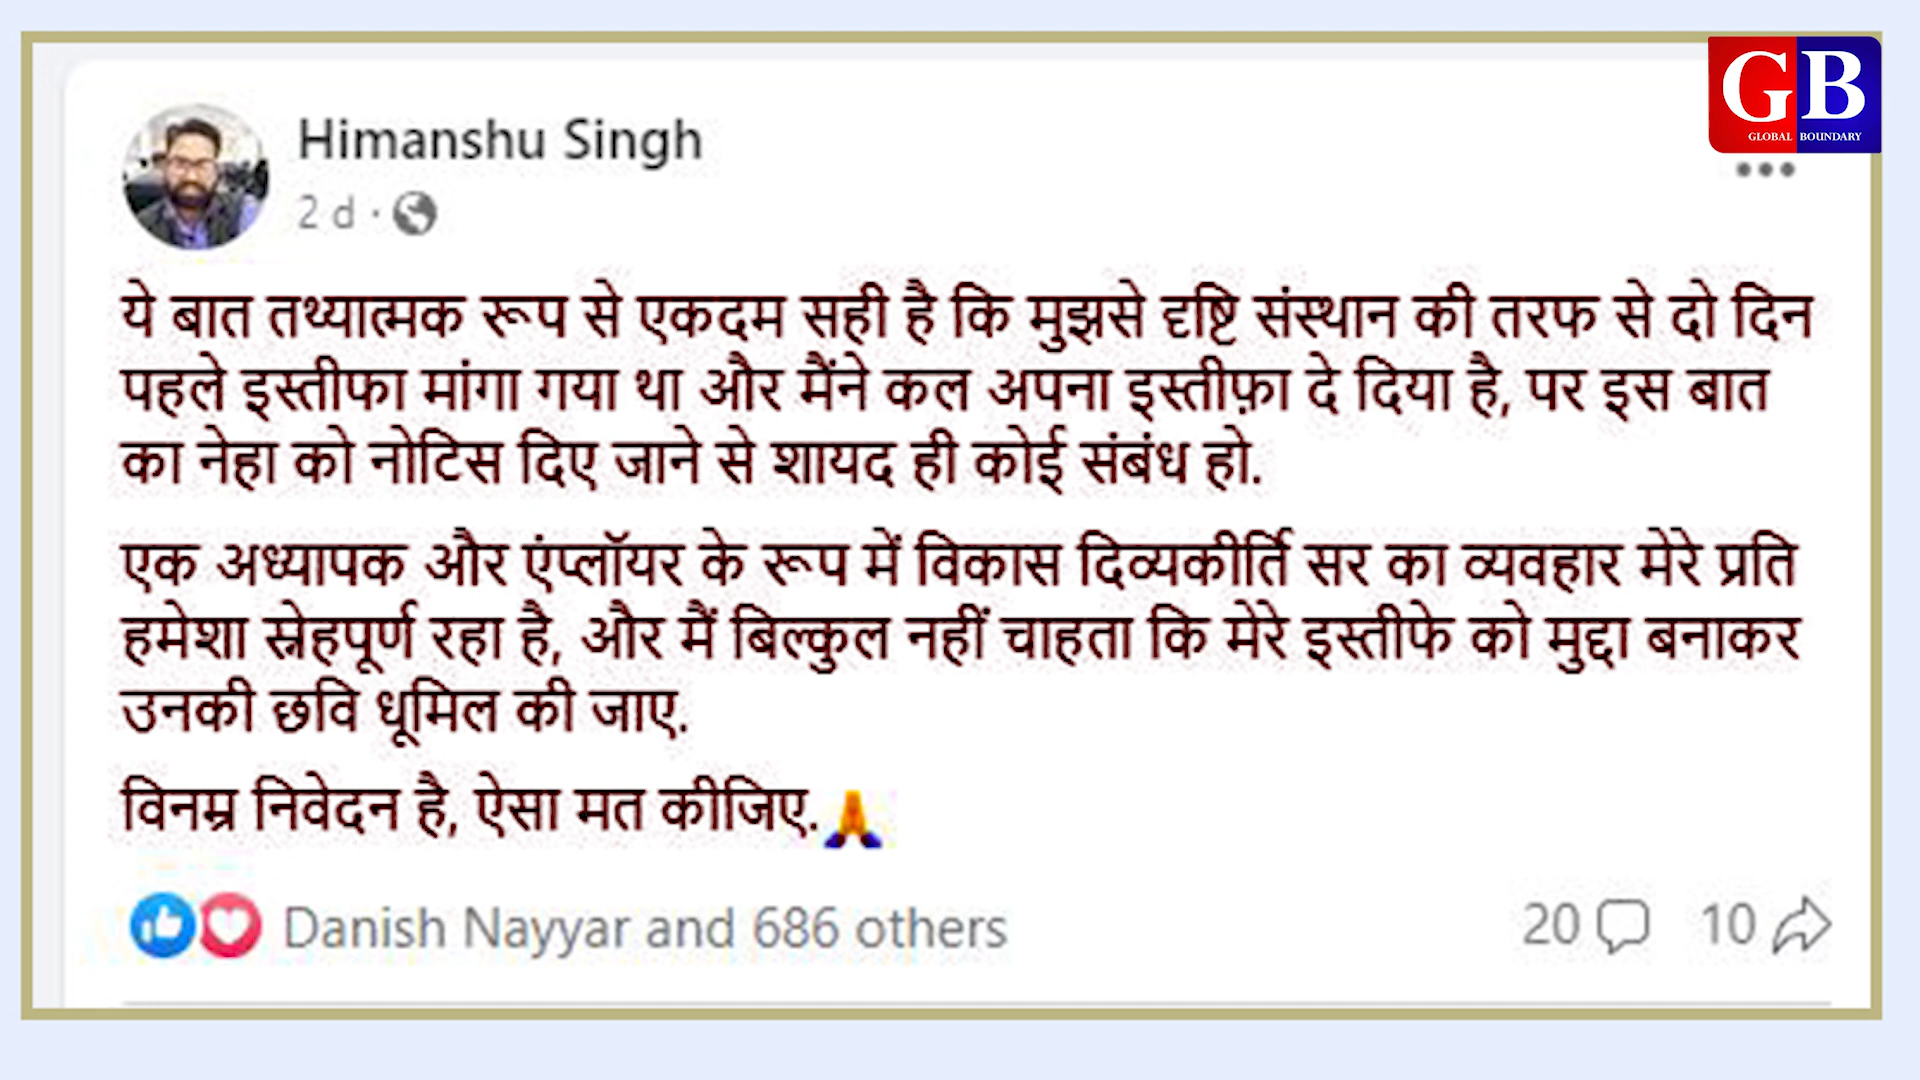 GB
GLOBAL BOUNDARY
Himanshu Singh
2 d ·
ये बात तथ्यात्मक रूप से एकदम सही है कि मुझसे दृष्टि संस्थान की तरफ से दो दिन
पहले इस्तीफा मांगा गया था और मैंने कल अपना इस्तीफ़ा दे दिया है, पर इस बात
का नेहा को नोटिस दिए जाने से शायद ही कोई संबंध हो.
एक अध्यापक और एंप्लॉयर के रूप में विकास दिव्यकीर्ति सर का व्यवहार मेरे प्रति
हमेशा स्नेहपूर्ण रहा है, और मैं बिल्कुल नहीं चाहता कि मेरे इस्तीफे को मुद्दा बनाकर
उनकी छवि धूमिल की जाए.
विनम्र निवेदन है, ऐसा मत कीजिए.🙏
Danish Nayyar and 686 others
20 10